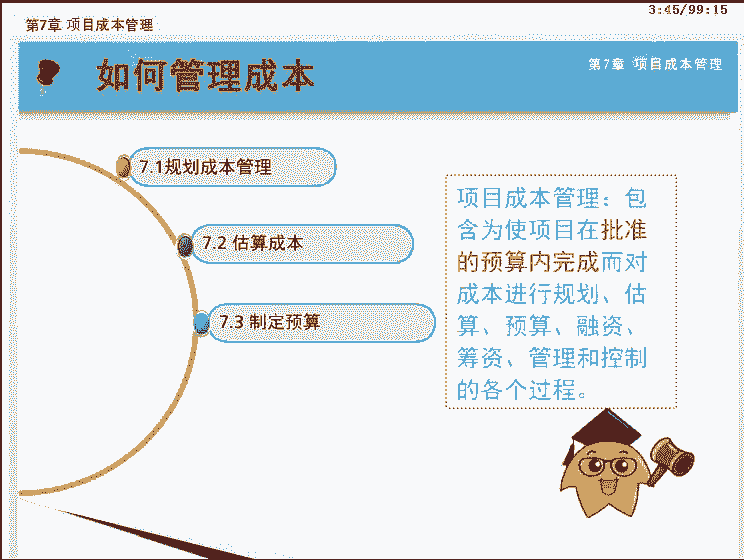 3:45/99:15
第7章 项目成本管理
如何管理成本
第7章 项目成本管理
7.1规划成本管理
7.2 估算成本
7.3 制定预算
项目成本管理：包
含为使项目在批准
的预算内完成而对
成本进行规划、估
算、预算、融资、
筹资、管理和控制
的各个过程。